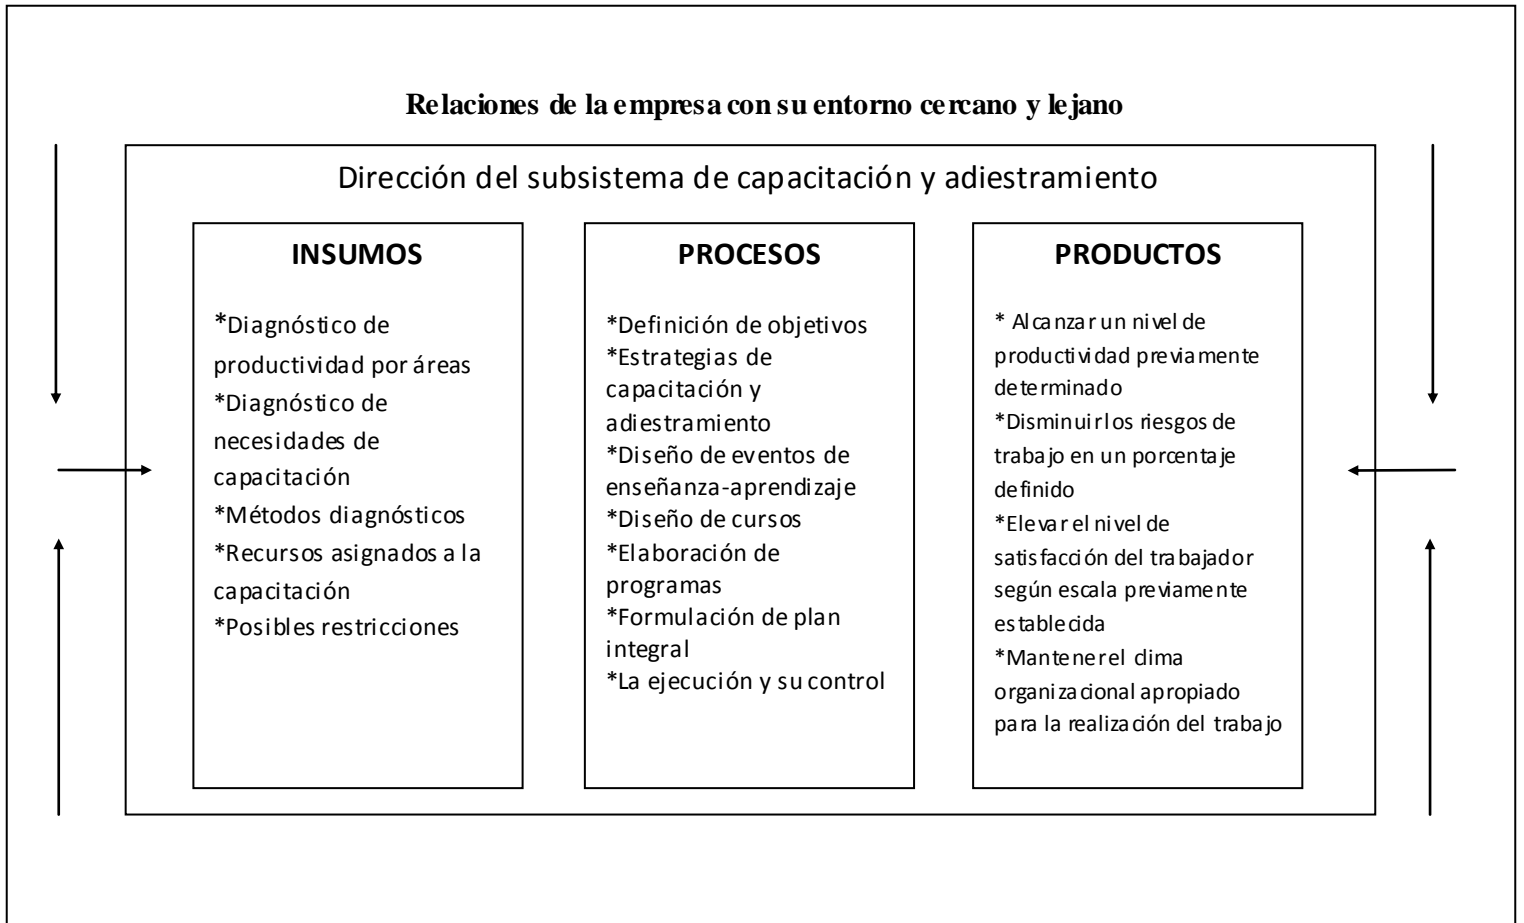 Relaciones de la empresa con su entorno cercano y lejano
Dirección del subsistema de capacitación y adiestramiento
INSUMOS
*Diagnóstico de
productividad por áreas
*Diagnóstico de
necesidades de
capacitación
*Métodos diagnósticos
*Recursos asignados a la
capacitación
*Posibles restricciones
PROCESOS
*Definición de objetivos
*Estrategias de
capacitación y
adiestramiento
*Diseño de eventos de
enseñanza-aprendizaje
*Diseño de cursos
*Elaboración de
programas
*Formulación de plan
integral
*La ejecución y su control
PRODUCTOS
* Alcanzar un nivel de
productividad previamente
determinado
*Disminuir los riesgos de
trabajo en un porcentaje
definido
*Elevar el nivel de
satisfacción del trabajador
según escala previamente
establecida
*Mantener el clima
organizacional apropiado
para la realización del trabajo